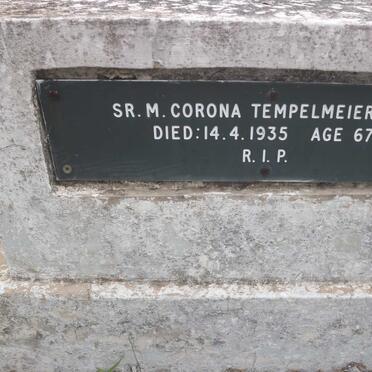 SR. M. CORONA TEMPELMEIER
DIED: 14.4.1935 AGE 67
R. I. P.